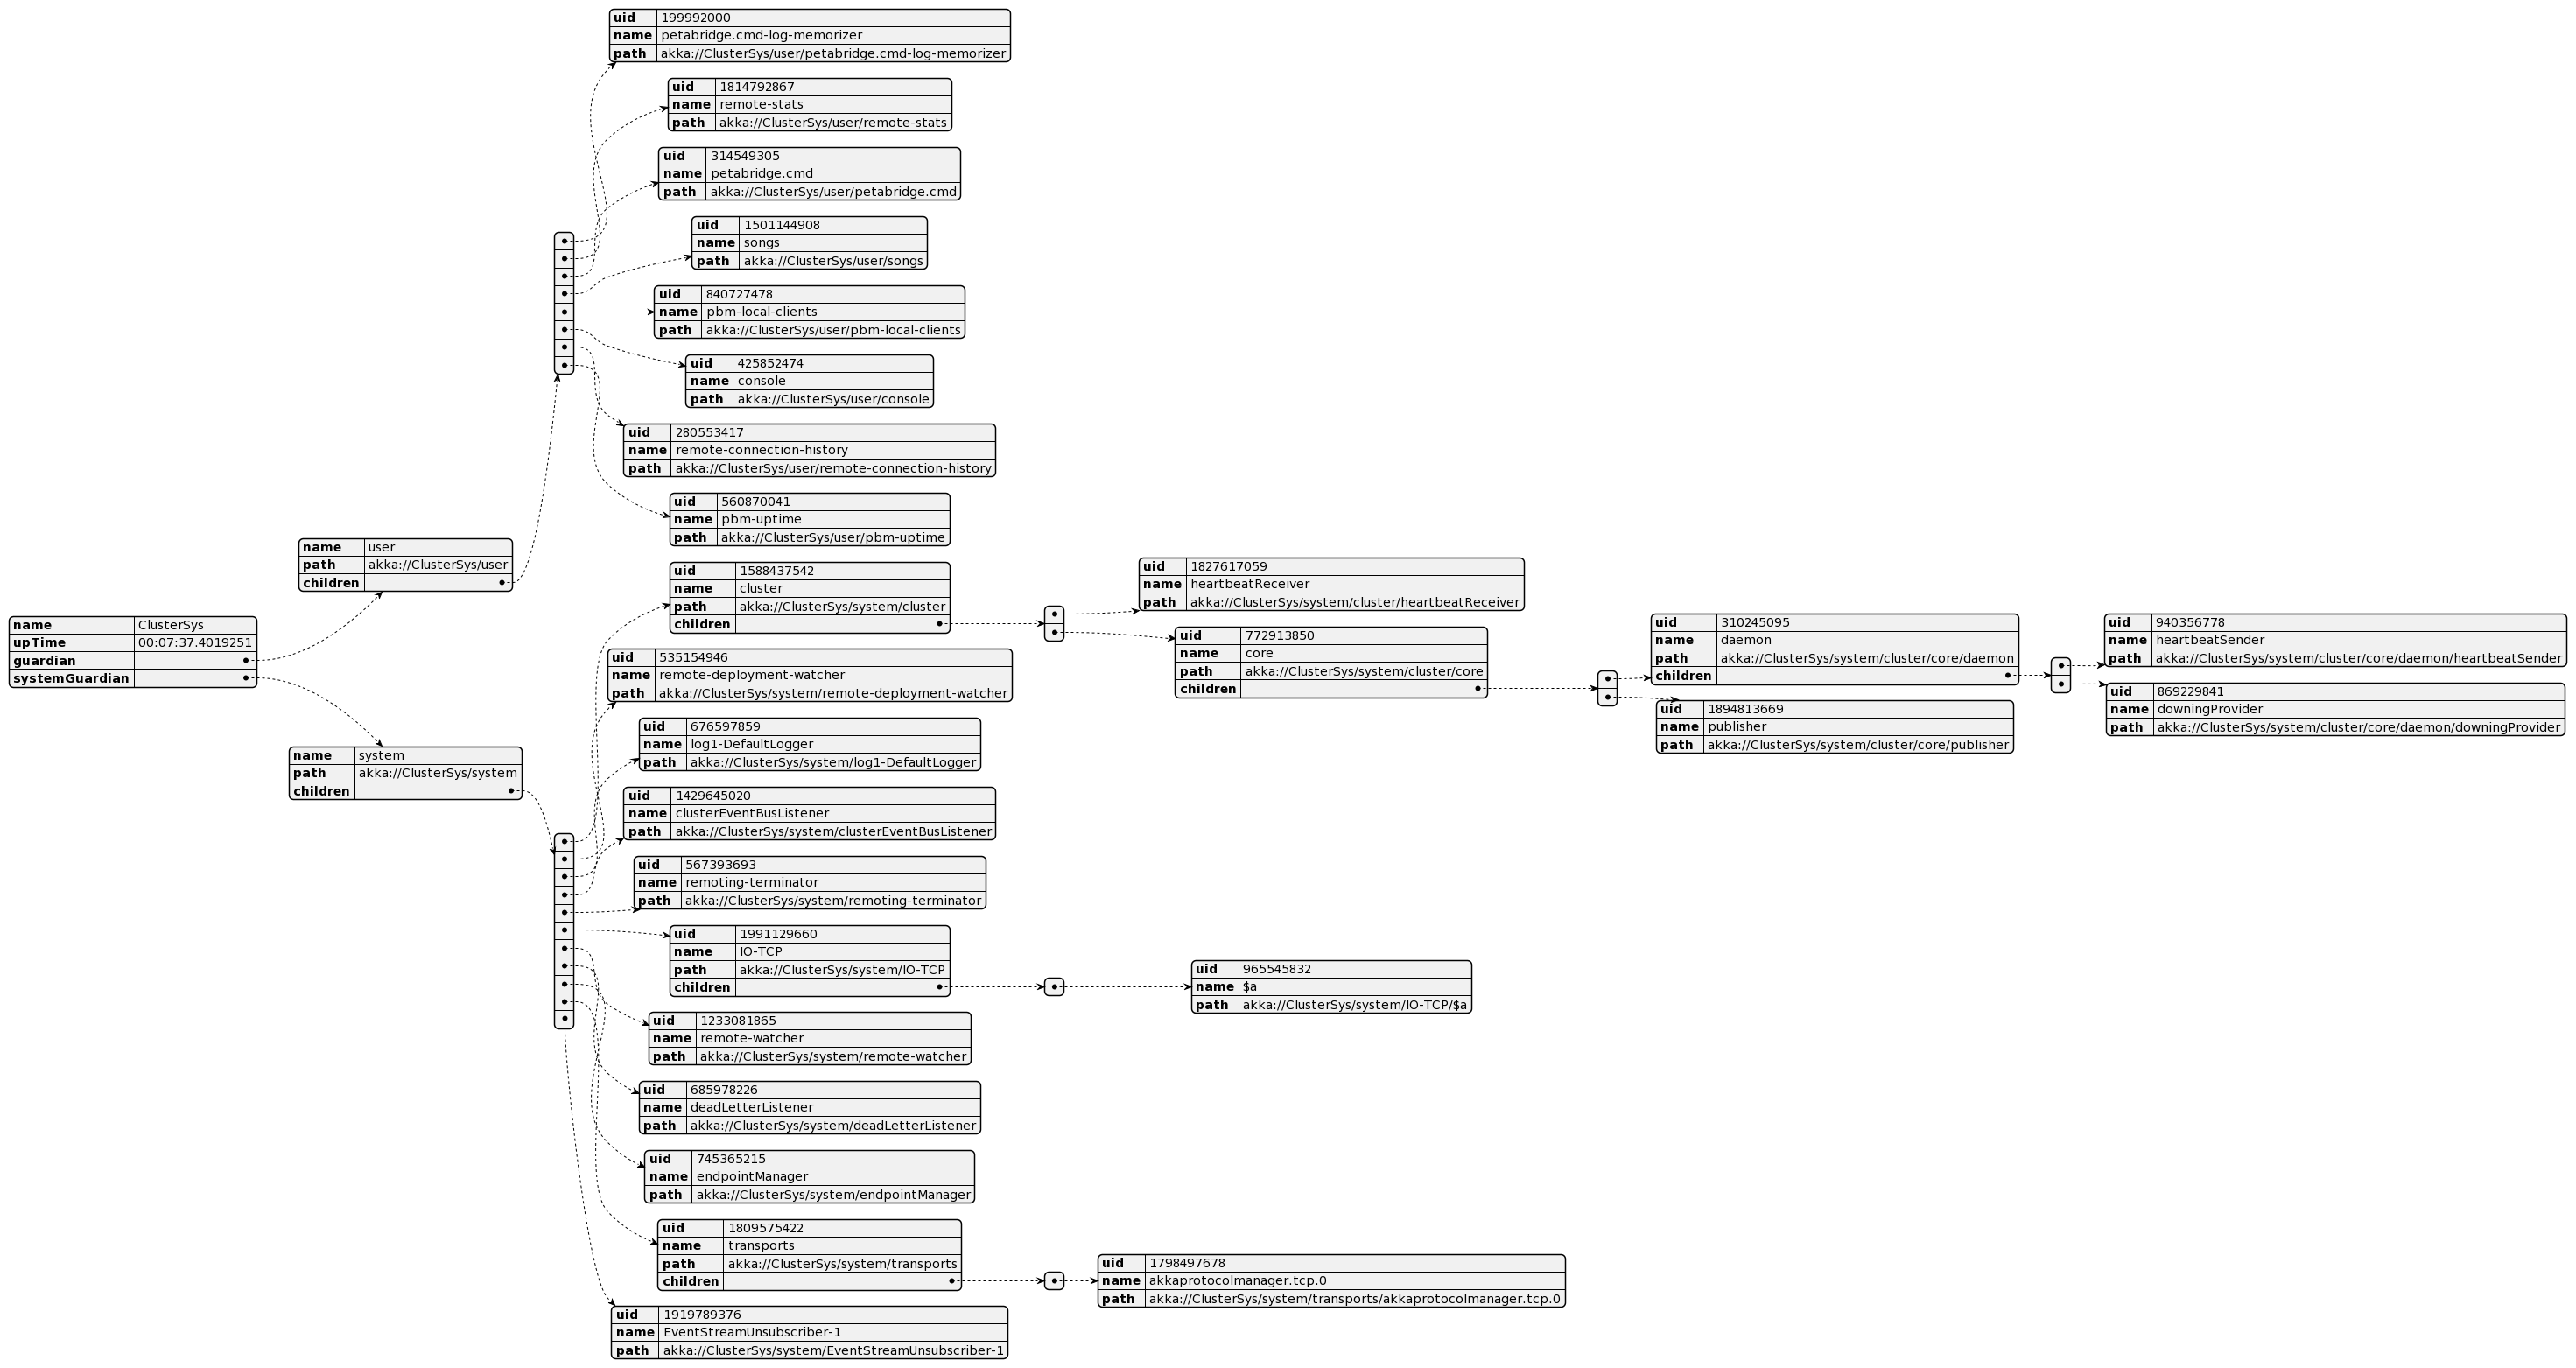 name ClusterSys
upTime 00:07:37.4019251
guardian
systemGuardian
name user
path akka://ClusterSys/user
children
name system
path akka://ClusterSys/system
children
uid 199992000
name petabridge.cmd-log-memorizer
path akka://ClusterSys/user/petabridge.cmd-log-memorizer
uid 1814792867
name remote-stats
path akka://ClusterSys/user/remote-stats
uid 314549305
name petabridge.cmd
path akka://ClusterSys/user/petabridge.cmd
uid 1501144908
name songs
path akka://ClusterSys/user/songs
uid 840727478
name pbm-local-clients
path akka://ClusterSys/user/pbm-local-clients
uid 425852474
name console
path akka://ClusterSys/user/console
uid 280553417
name remote-connection-history
path akka://ClusterSys/user/remote-connection-history
uid 560870041
name pbm-uptime
path akka://ClusterSys/user/pbm-uptime
uid 1588437542
name cluster
path akka://ClusterSys/system/cluster
children
uid 535154946
name remote-deployment-watcher
path akka://ClusterSys/system/remote-deployment-watcher
uid 676597859
name log1-DefaultLogger
path akka://ClusterSys/system/log1-DefaultLogger
uid 1429645020
name clusterEventBusListener
path akka://ClusterSys/system/clusterEventBusListener
uid 567393693
name remoting-terminator
path akka://ClusterSys/system/remoting-terminator
uid 1991129660
name IO-TCP
path akka://ClusterSys/system/IO-TCP
children
uid 1233081865
name remote-watcher
path akka://ClusterSys/system/remote-watcher
uid 685978226
name deadLetterListener
path akka://ClusterSys/system/deadLetterListener
uid 745365215
name endpointManager
path akka://ClusterSys/system/endpointManager
uid 1809575422
name transports
path akka://ClusterSys/system/transports
children
uid 1919789376
name EventStreamUnsubscriber-1
path akka://ClusterSys/system/EventStreamUnsubscriber-1
uid 1827617059
name heartbeatReceiver
path akka://ClusterSys/system/cluster/heartbeatReceiver
uid 772913850
name core
path akka://ClusterSys/system/cluster/core
children
uid 965545832
name $a
path akka://ClusterSys/system/IO-TCP/$a
uid 1798497678
name akkaprotocolmanager.tcp.0
path akka://ClusterSys/system/transports/akkaprotocolmanager.tcp.0
uid 310245095
name daemon
path akka://ClusterSys/system/cluster/core/daemon
children
uid 1894813669
name publisher
path akka://ClusterSys/system/cluster/core/publisher
uid 940356778
name heartbeatSender
path akka://ClusterSys/system/cluster/core/daemon/heartbeatSender
uid 869229841
name downingProvider
path akka://ClusterSys/system/cluster/core/daemon/downingProvider